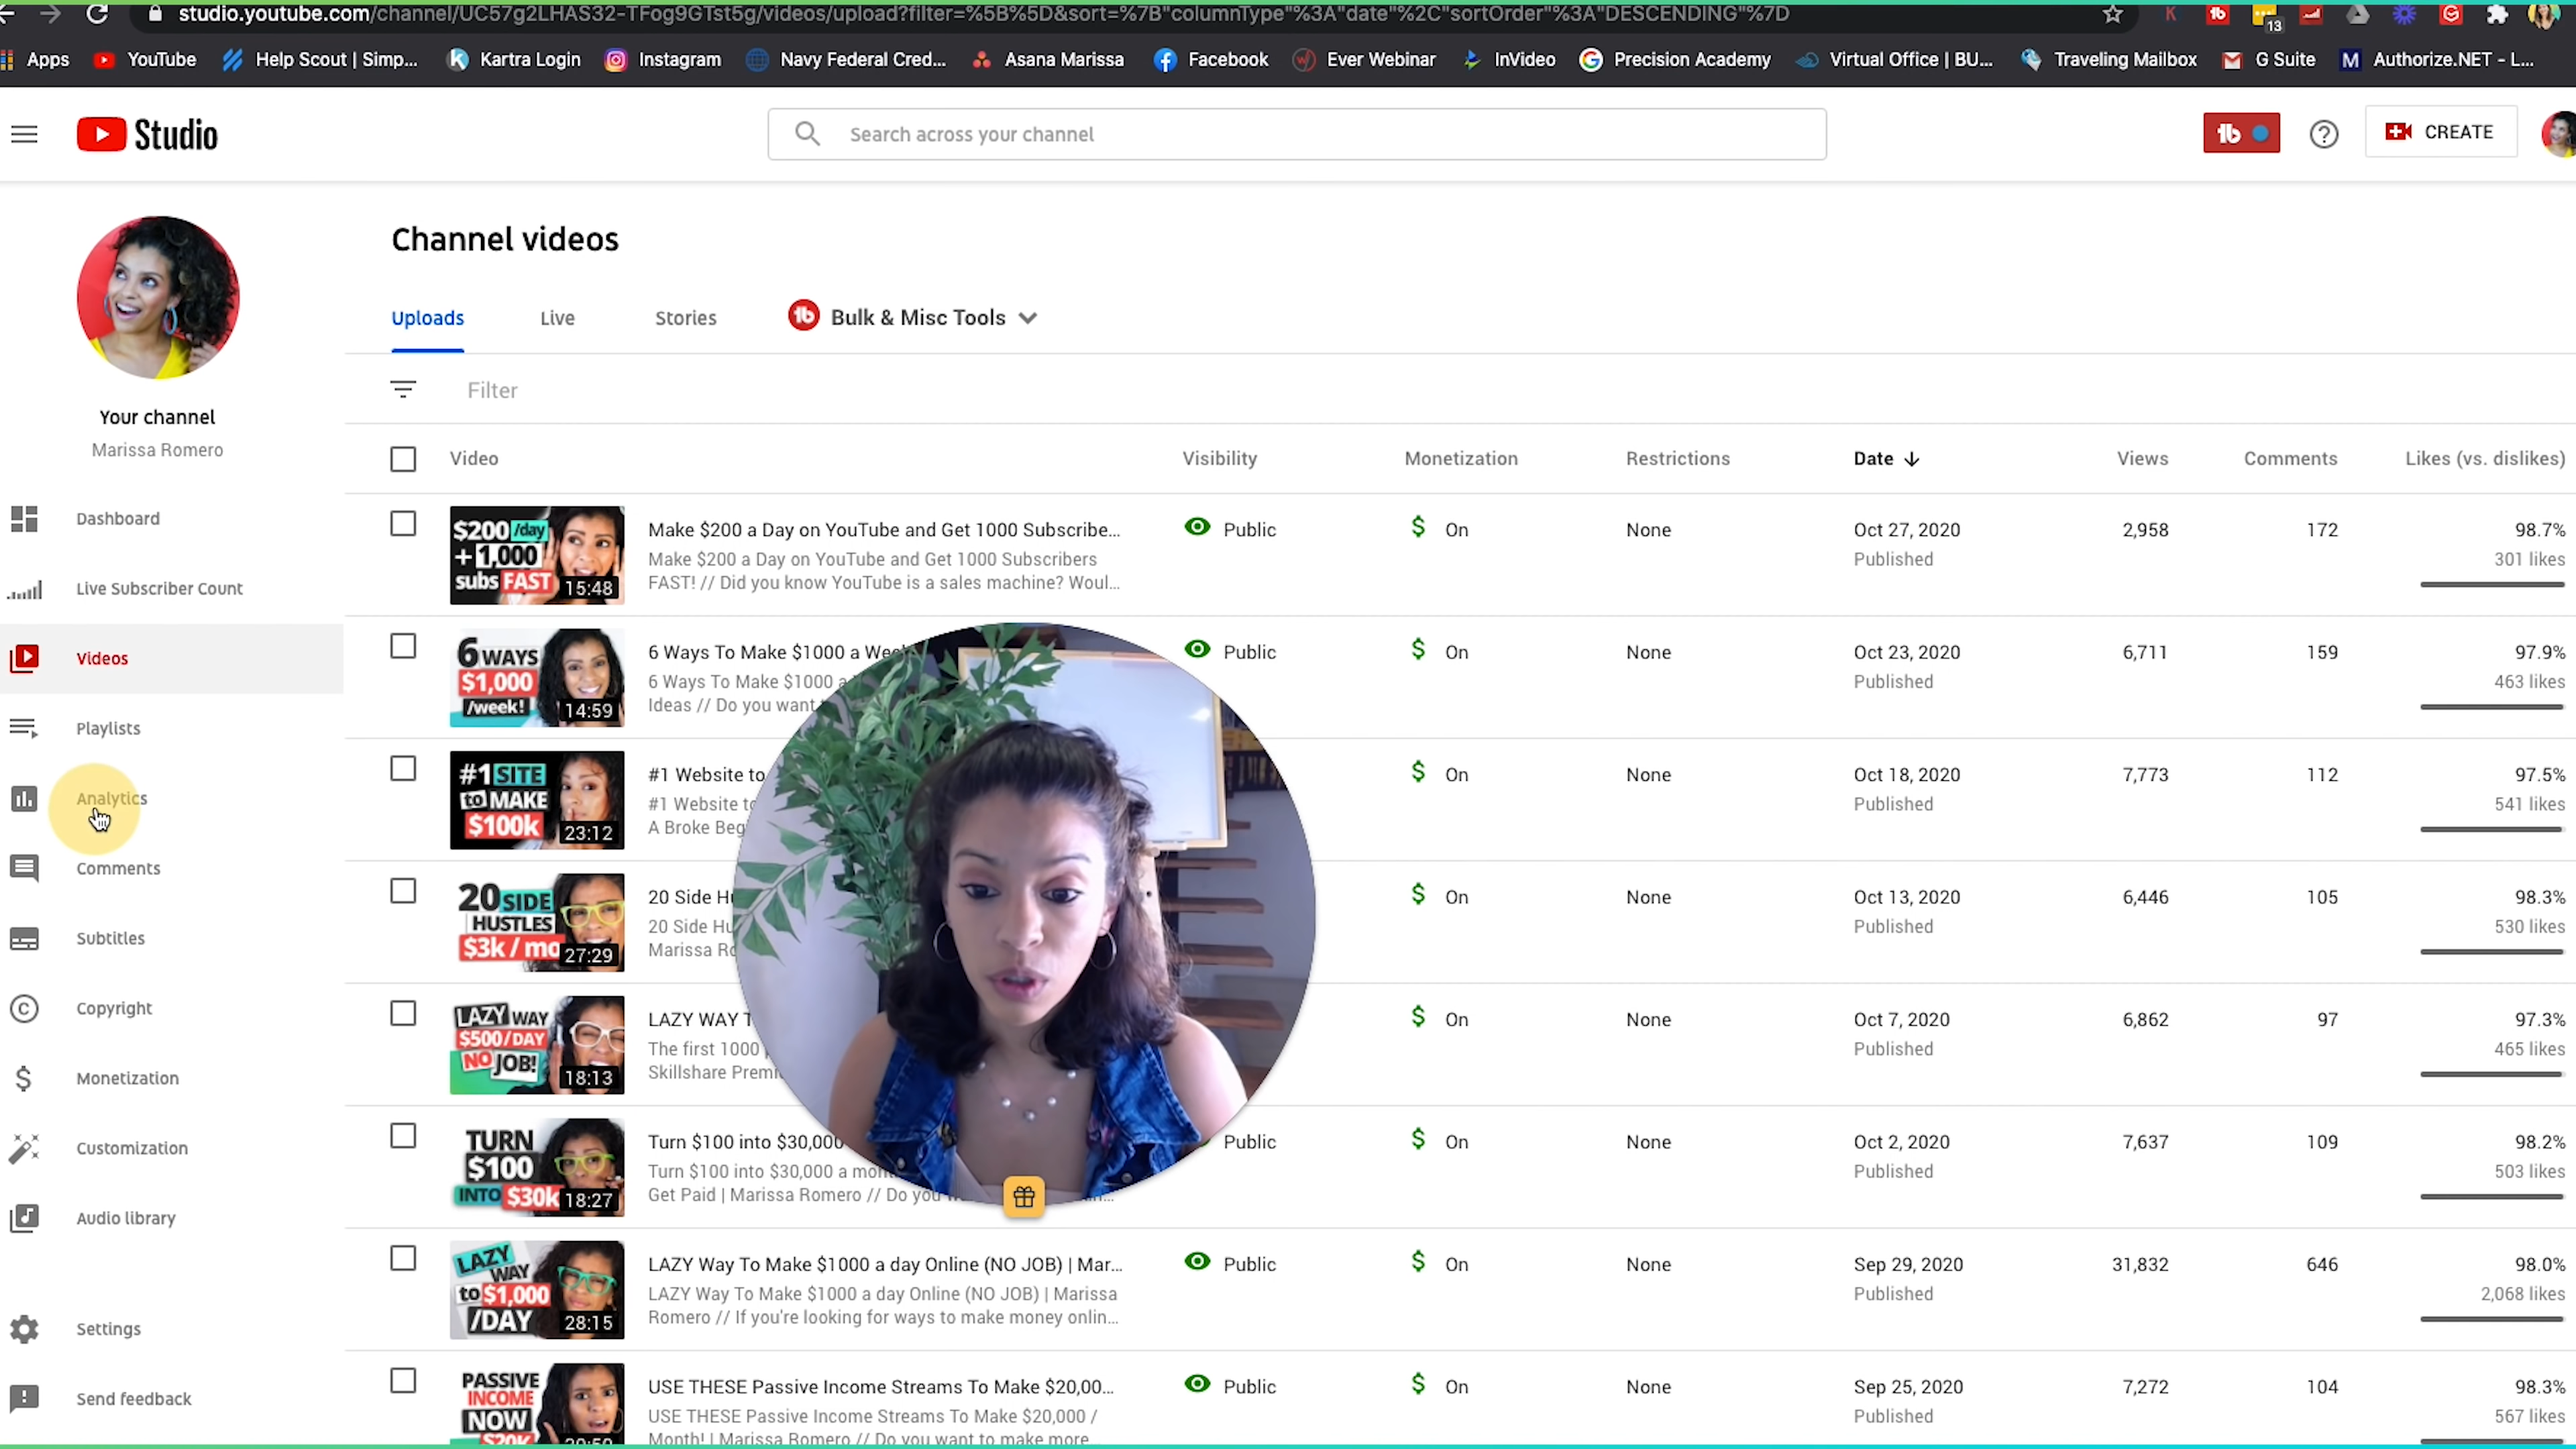 studio.youtube.com/channel/UC57g2LHAS32-TFog9GTst5g/videos/upload?filter=%5B%5D&sort=%7B"columnType"%3A"date"%2C"sortOrder"%3A"DESCENDING"%7D
13
Apps YouTube Help Scout | Simp... Kartra Login Instagram Navy Federal Cred... Asana Marissa Facebook Ever Webinar InVideo Precision Academy Virtual Office | BU... Traveling Mailbox G Suite Authorize.NET - L...
Studio
Search across your channel
CREATE
Your channel
Marissa Romero
Dashboard
Live Subscriber Count
Videos
Playlists
Analytics
Comments
Subtitles
Copyright
Monetization
Customization
Audio library
Settings
Send feedback
Channel videos
Uploads Live Stories Bulk & Misc Tools
Filter
Video Visibility Monetization Restrictions Date Views Comments Likes (vs. dislikes)
$200 /day
+ 1,000
subs FAST
15:48
Make $200 a Day on YouTube and Get 1000 Subscribe... Public On None Oct 27, 2020 2,958 172 98.7%
Make $200 a Day on YouTube and Get 1000 Subscribers Published 301 likes
FAST! // Did you know YouTube is a sales machine? Woul...
6 WAYS
$1,000
/week!
14:59
6 Ways To Make $1000 a Public On None Oct 23, 2020 6,711 159 97.9%
6 Ways To Make $1000 Published 463 likes
Ideas // Do you want
#1 SITE
to MAKE
$100k
23:12
#1 Website to On None Oct 18, 2020 7,773 112 97.5%
#1 Website Published 541 likes
A Broke
20 SIDE
HUSTLES
$3k / mo
27:29
20 Side On None Oct 13, 2020 6,446 105 98.3%
20 Side Published 530 likes
Marissa
LAZY WAY
$500/DAY
NO JOB!
18:13
LAZY WAY On None Oct 7, 2020 6,862 97 97.3%
The first 1000 Published 465 likes
Skillshare
TURN
$100
INTO $30k
18:27
Turn $100 into $30,000 Public On None Oct 2, 2020 7,637 109 98.2%
Turn $100 into $30,000 a Published 503 likes
Get Paid | Marissa Romero // Do you
LAZY
WAY
to $1,000
/DAY
28:15
LAZY Way To Make $1000 a day Online (NO JOB) | Mar... Public On None Sep 29, 2020 31,832 646 98.0%
LAZY Way To Make $1000 a day Online (NO JOB) | Marissa Published 2,068 likes
Romero // If you're looking for ways to make money onlin...
PASSIVE
INCOME
NOW
USE THESE Passive Income Streams To Make $20,00... Public On None Sep 25, 2020 7,272 104 98.3%
USE THESE Passive Income Streams To Make $20,000 / Published 567 likes
Month! | Marissa Romero // Do you want to make more